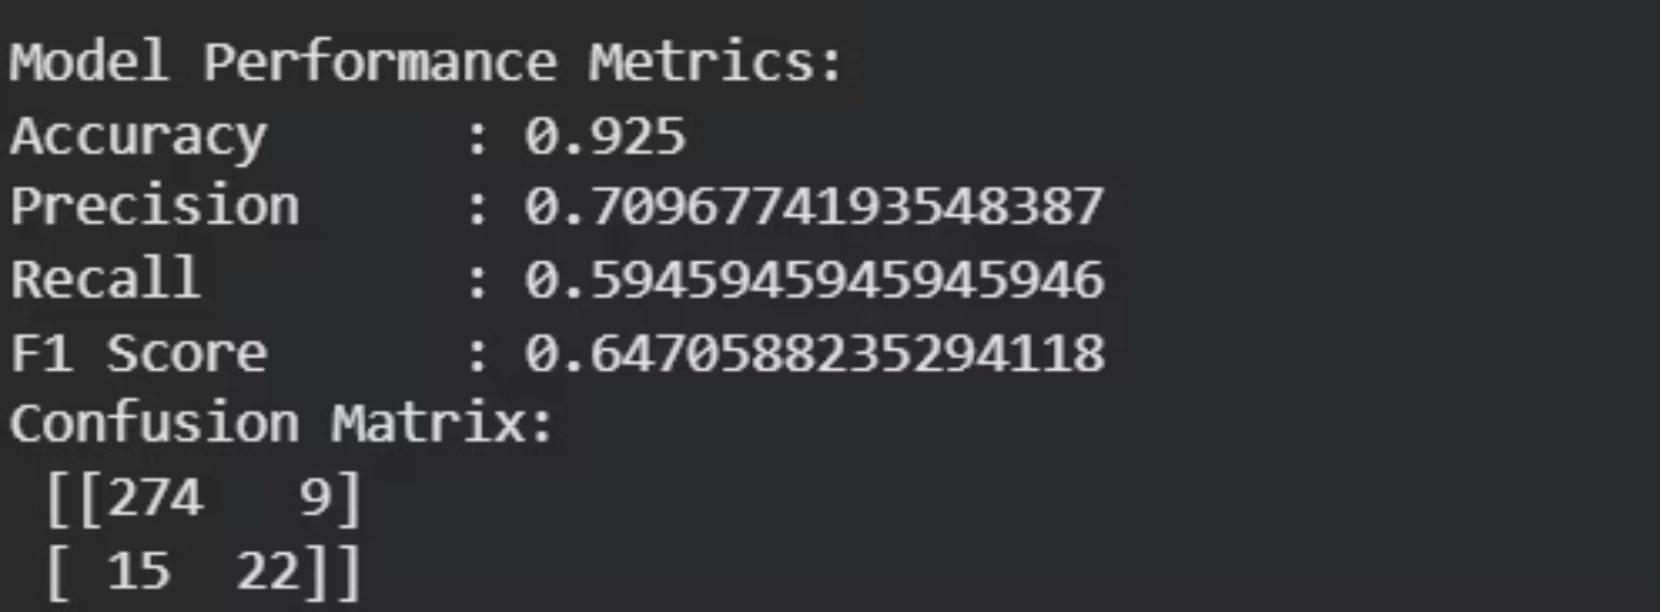 Model Performance Metrics:
Accuracy      : 0.925
Precision     : 0.7096774193548387
Recall        : 0.5945945945945946
F1 Score      : 0.6470588235294118
Confusion Matrix:
 [[274   9]
 [ 15  22]]